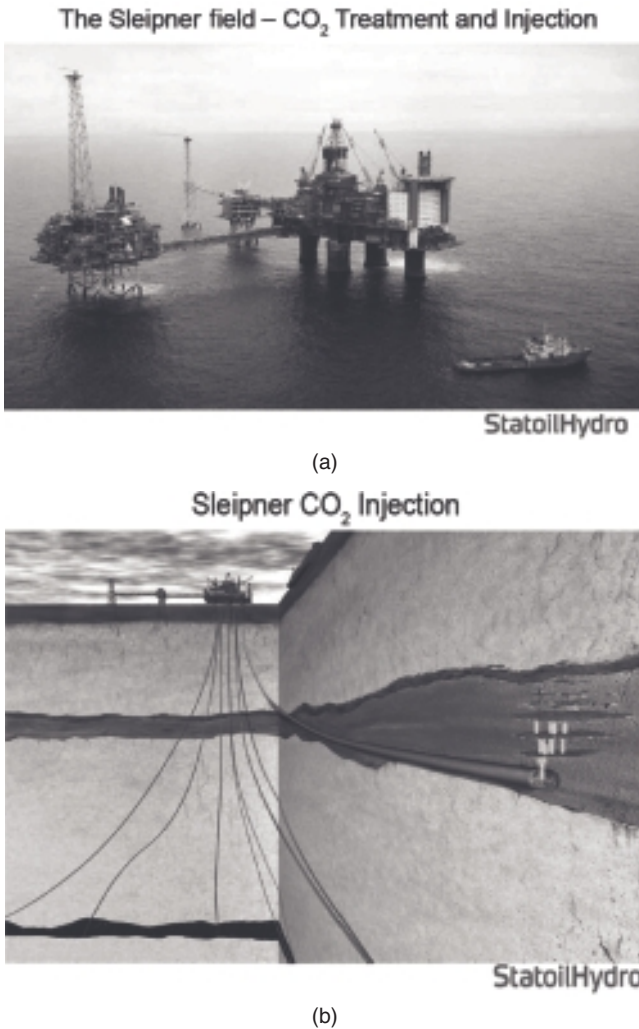 The Sleipner field – CO₂ Treatment and Injection
StatoilHydro
(a)
Sleipner CO₂ Injection
StatoilHydro
(b)